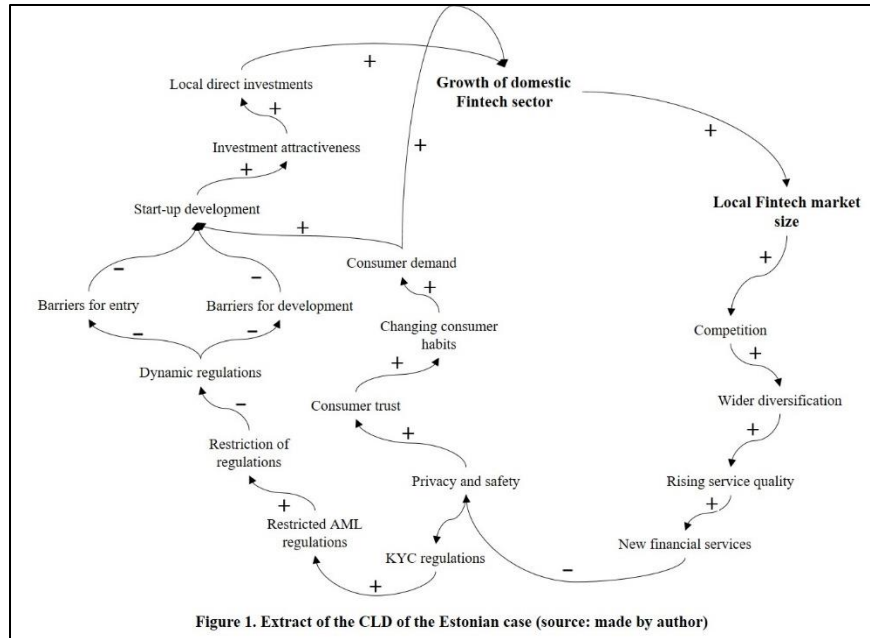 +
Local direct investments
+
Growth of domestic
Fintech sector
+
+
Investment attractiveness
+
+
Start-up development
Local Fintech market
size
+
Consumer demand
+
−
−
+
Barriers for entry
Barriers for development
Changing consumer
habits
Competition
−
−
+
+
Dynamic regulations
Consumer trust
Wider diversification
−
+
+
Restriction of
regulations
Privacy and safety
Rising service quality
+
+
Restricted AML
regulations
New financial services
KYC regulations
+
−
Figure 1. Extract of the CLD of the Estonian case (source: made by author)